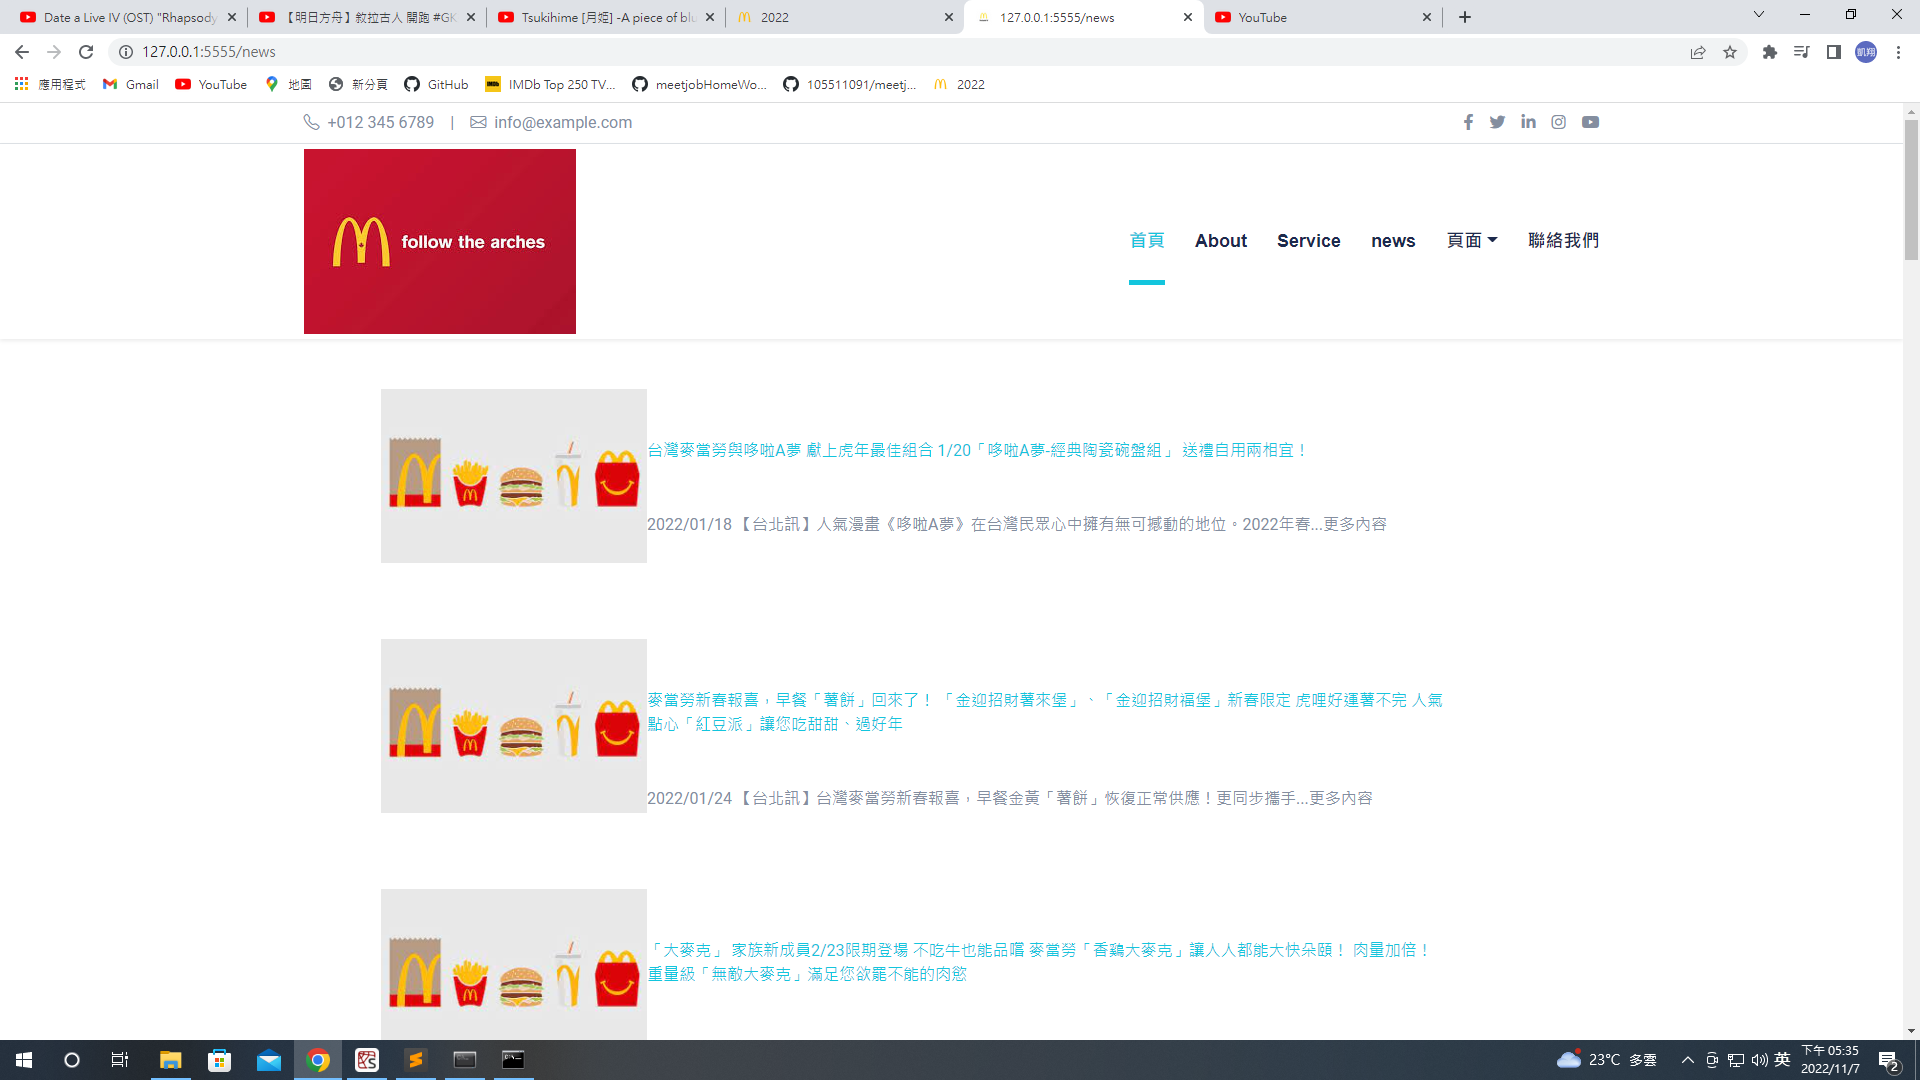 Date a Live IV (OST) "Rhapsody
【明日方舟】敘拉古人 開跑 #GK
Tsukihime [月姫] -A piece of blu
2022
127.0.0.1:5555/news
YouTube
127.0.0.1:5555/news
凱翔
應用程式
Gmail
YouTube
地圖
新分頁
GitHub
IMDb Top 250 TV...
meetjobHomeWo...
105511091/meetj...
2022
+012 345 6789 | info@example.com
follow the arches
首頁
About
Service
news
頁面
聯絡我們
台灣麥當勞與哆啦A夢 獻上虎年最佳組合 1/20「哆啦A夢-經典陶瓷碗盤組」 送禮自用兩相宜！
2022/01/18 【台北訊】人氣漫畫《哆啦A夢》在台灣民眾心中擁有無可撼動的地位。2022年春...更多內容
麥當勞新春報喜，早餐「薯餅」回來了！ 「金迎招財薯來堡」、「金迎招財福堡」新春限定 虎哩好運薯不完 人氣
點心「紅豆派」讓您吃甜甜、過好年
2022/01/24 【台北訊】台灣麥當勞新春報喜，早餐金黃「薯餅」恢復正常供應！更同步攜手...更多內容
「大麥克」 家族新成員2/23限期登場 不吃牛也能品嚐 麥當勞「香鷄大麥克」讓人人都能大快朵頤！ 肉量加倍！
重量級「無敵大麥克」滿足您欲罷不能的肉慾
23°C 多雲
英
下午 05:35
2022/11/7
2